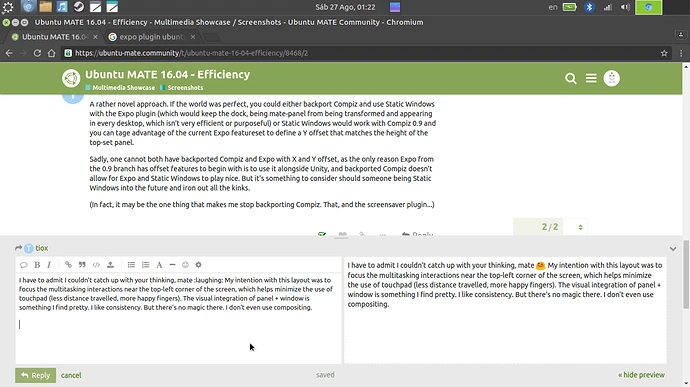 Sáb 27 Ago, 01:22
en
Ubuntu MATE 16.04 - Efficiency - Multimedia Showcase / Screenshots - Ubuntu MATE Community - Chromium
Ubuntu MATE 16.04 - E
expo plugin ubuntu
https://ubuntu-mate.community/t/ubuntu-mate-16-04-efficiency/8468/2
Ubuntu MATE 16.04 - Efficiency
Multimedia Showcase Screenshots
A rather novel approach. If the world was perfect, you could either backport Compiz and use Static Windows
with the Expo plugin (which would keep the dock, being mate-panel from being transformed and appearing
in every desktop, which isn't very efficient or purposeful) or Static Windows would work with Compiz 0.9 and
you can tage advantage of the current Expo featureset to define a Y offset that matches the height of the
top-set panel.
Sadly, one cannot both have backported Compiz and Expo with X and Y offset, as the only reason Expo from
the 0.9 branch has offset features to begin with is to use it alongside Unity, and backported Compiz doesn't
allow for Expo and Static Windows to play nice. But it's something to consider should someone being Static
Windows into the future and iron out all the kinks.
(In fact, it may be the one thing that makes me stop backporting Compiz. That, and the screensaver plugin...)
Reply
2 / 2
tiox
I have to admit I couldn't catch up with your thinking, mate :laughing: My intention with this layout was to
focus the multitasking interactions near the top-left corner of the screen, which helps minimize the use of
touchpad (less distance travelled, more happy fingers). The visual integration of panel + window is
something I find pretty. I like consistency. But there's no magic there. I don't even use compositing.
I have to admit I couldn't catch up with your thinking, mate My intention with this layout was to
focus the multitasking interactions near the top-left corner of the screen, which helps minimize
the use of touchpad (less distance travelled, more happy fingers). The visual integration of panel +
window is something I find pretty. I like consistency. But there's no magic there. I don't even use
compositing.
Reply
cancel
saved
« hide preview